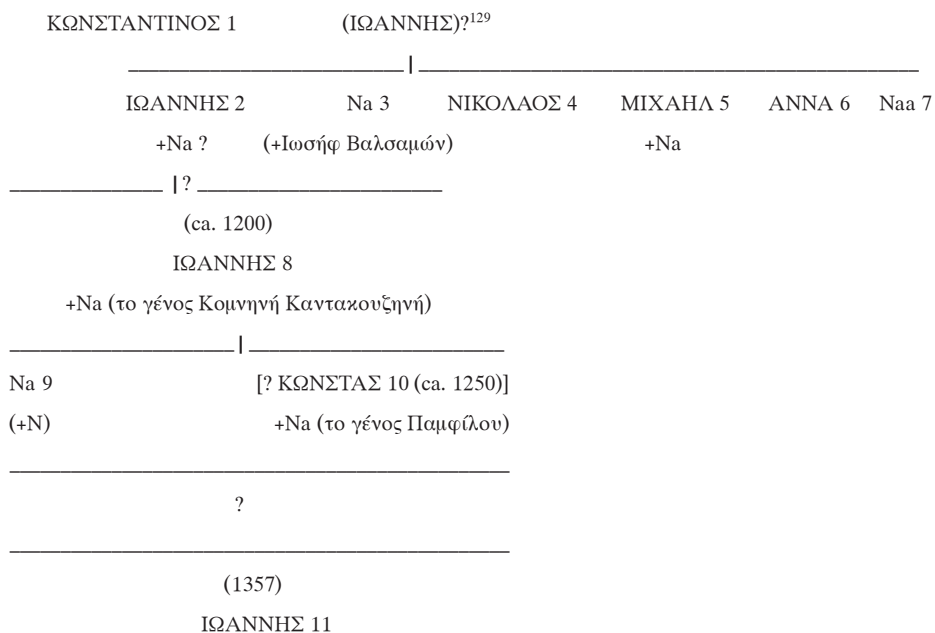 ΚΩΝΣΤΑΝΤΙΝΟΣ 1 (ΙΩΑΝΝΗΣ)?¹²⁹
ΙΩΑΝΝΗΣ 2 Na 3 ΝΙΚΟΛΑΟΣ 4 ΜΙΧΑΗΛ 5 ΑΝΝΑ 6 Naa 7
+Na ? (+Ιωσήφ Βαλσαμών) +Na
?
(ca. 1200)
ΙΩΑΝΝΗΣ 8
+Na (το γένος Κομνηνή Καντακουζηνή)
Na 9 [? ΚΩΝΣΤΑΣ 10 (ca. 1250)]
(+N) +Na (το γένος Παμφίλου)
?
(1357)
ΙΩΑΝΝΗΣ 11